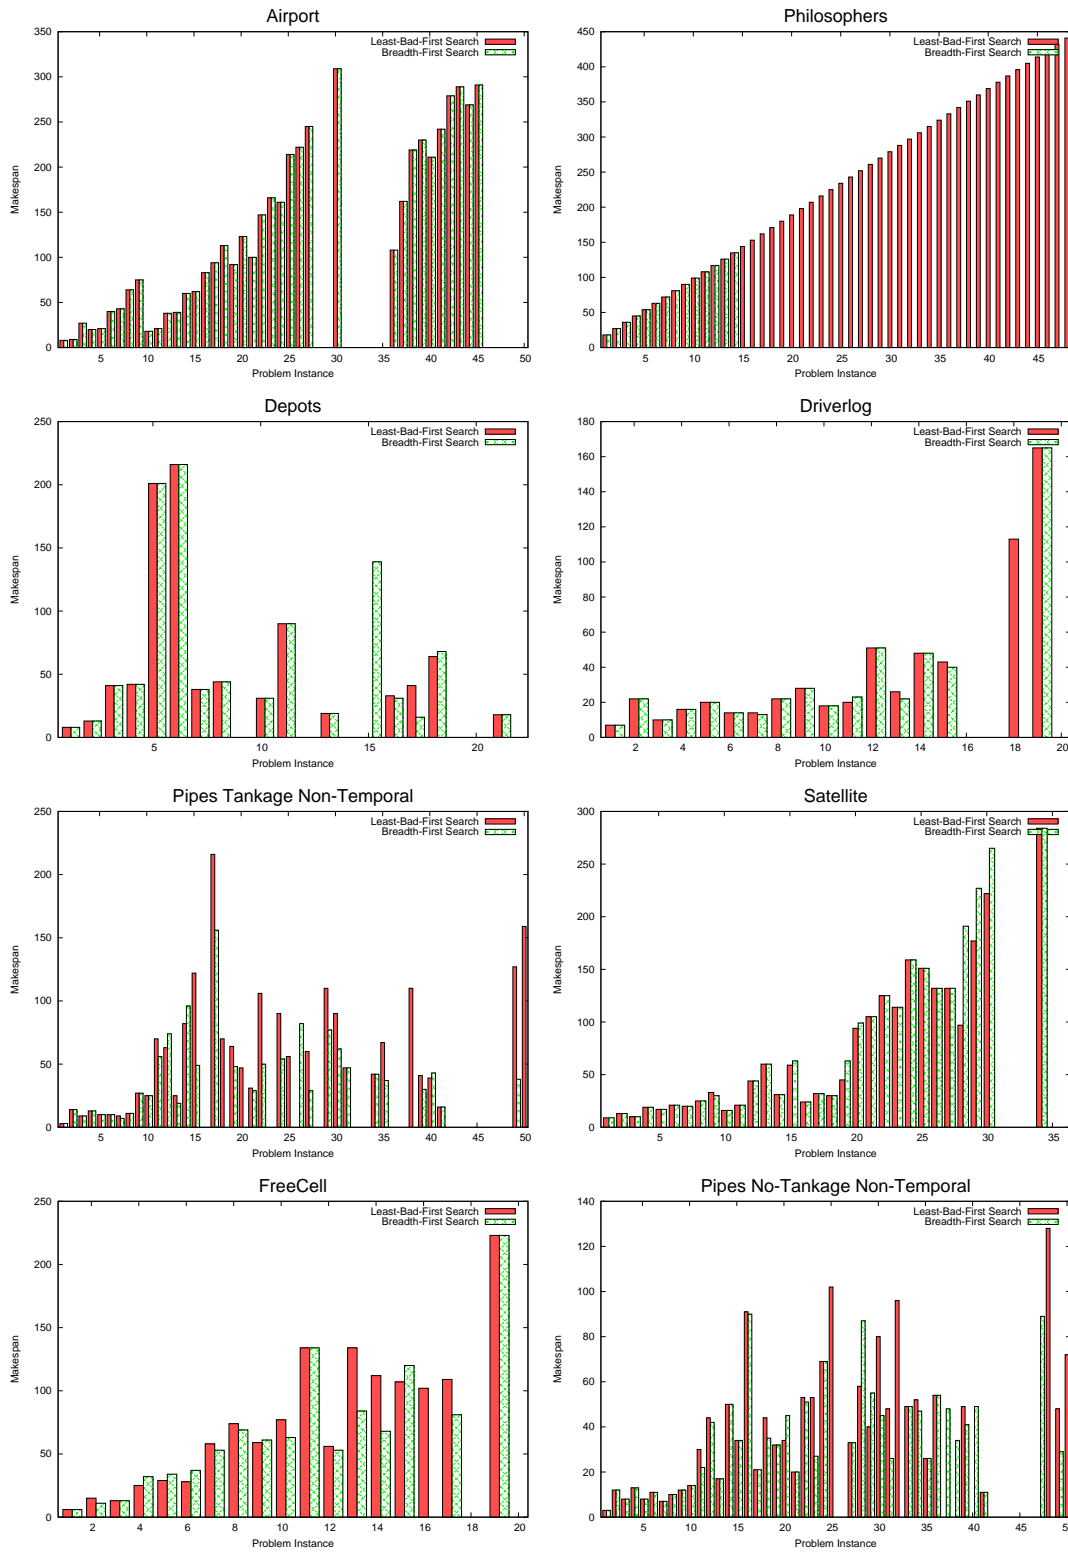 Airport
Least-Bad-First Search
Breadth-First Search
Makespan
350
300
250
200
150
100
50
0
5 10 15 20 25 30 35 40 45 50
Problem Instance
Philosophers
Least-Bad-First Search
Breadth-First Search
Makespan
450
400
350
300
250
200
150
100
50
0
5 10 15 20 25 30 35 40 45
Problem Instance
Depots
Least-Bad-First Search
Breadth-First Search
Makespan
250
200
150
100
50
0
5 10 15 20
Problem Instance
Driverlog
Least-Bad-First Search
Breadth-First Search
Makespan
180
160
140
120
100
80
60
40
20
0
2 4 6 8 10 12 14 16 18 20
Problem Instance
Pipes Tankage Non-Temporal
Least-Bad-First Search
Breadth-First Search
Makespan
250
200
150
100
50
0
5 10 15 20 25 30 35 40 45 50
Problem Instance
Satellite
Least-Bad-First Search
Breadth-First Search
Makespan
300
250
200
150
100
50
0
5 10 15 20 25 30 35
Problem Instance
FreeCell
Least-Bad-First Search
Breadth-First Search
Makespan
250
200
150
100
50
0
2 4 6 8 10 12 14 16 18 20
Problem Instance
Pipes No-Tankage Non-Temporal
Least-Bad-First Search
Breadth-First Search
Makespan
140
120
100
80
60
40
20
0
5 10 15 20 25 30 35 40 45
Problem Instance